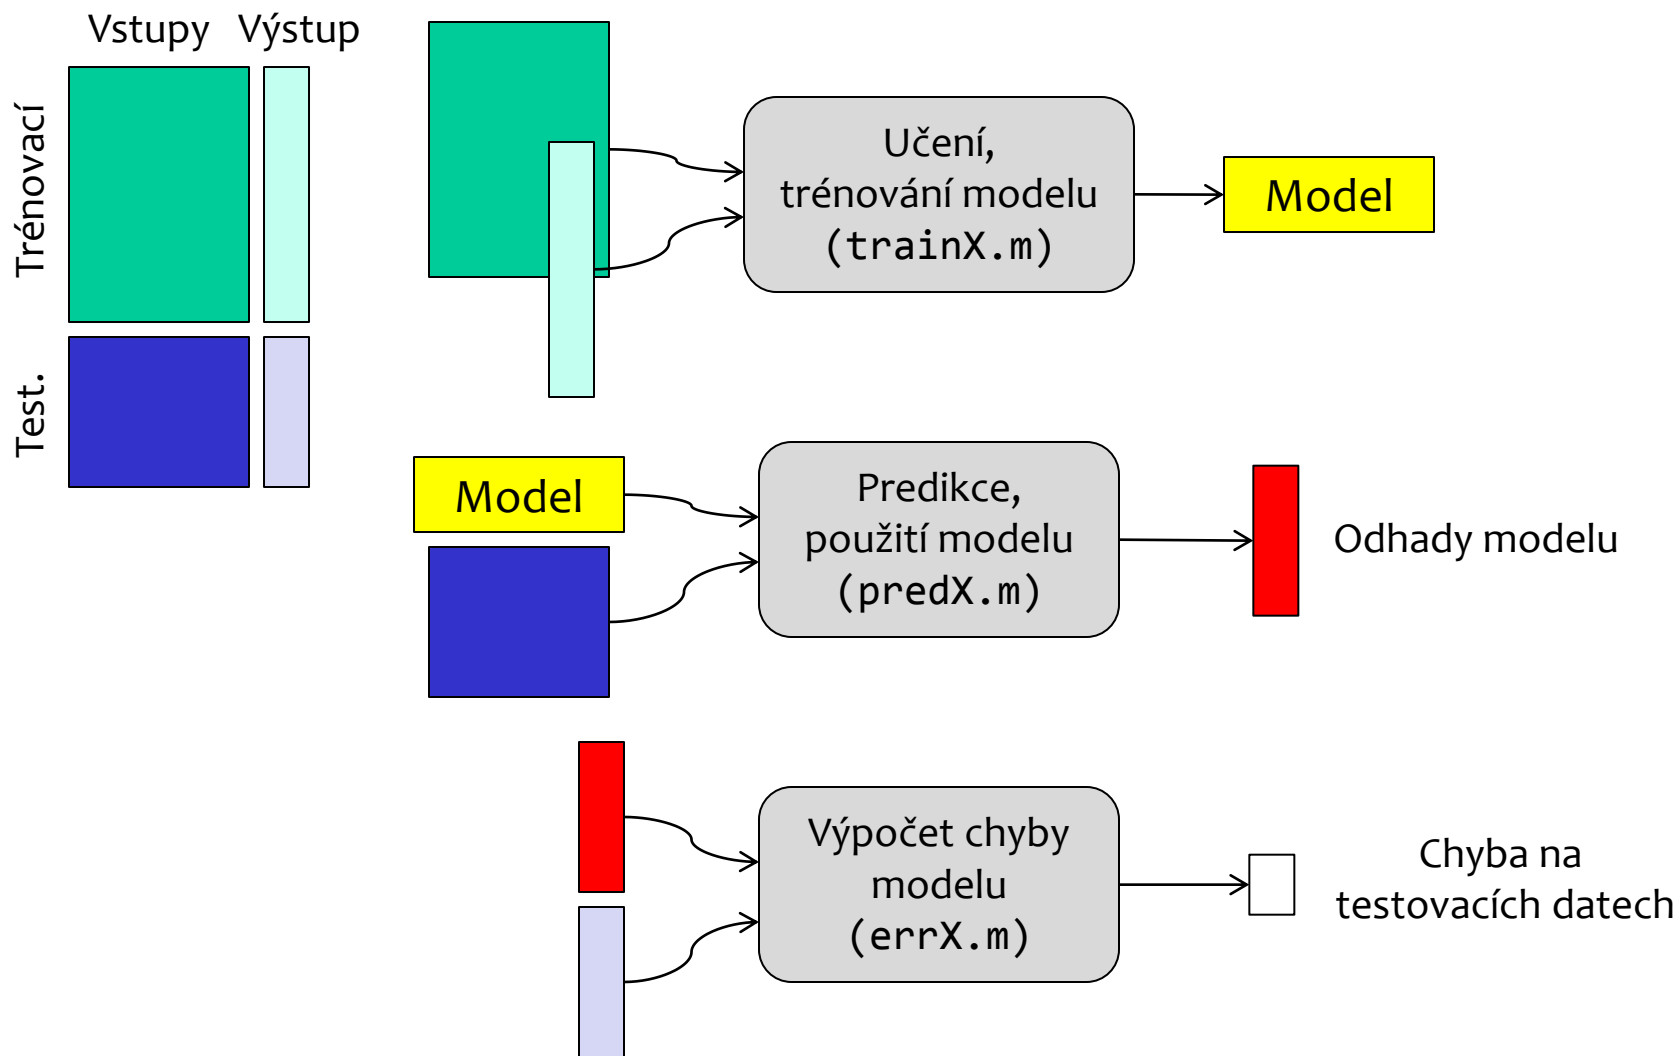 Vstupy Výstup
Trénovací
Test.
Učení,
trénování modelu
(trainX.m)
Model
Model
Predikce,
použití modelu
(predX.m)
Odhady modelu
Výpočet chyby
modelu
(errX.m)
Chyba na
testovacích datech